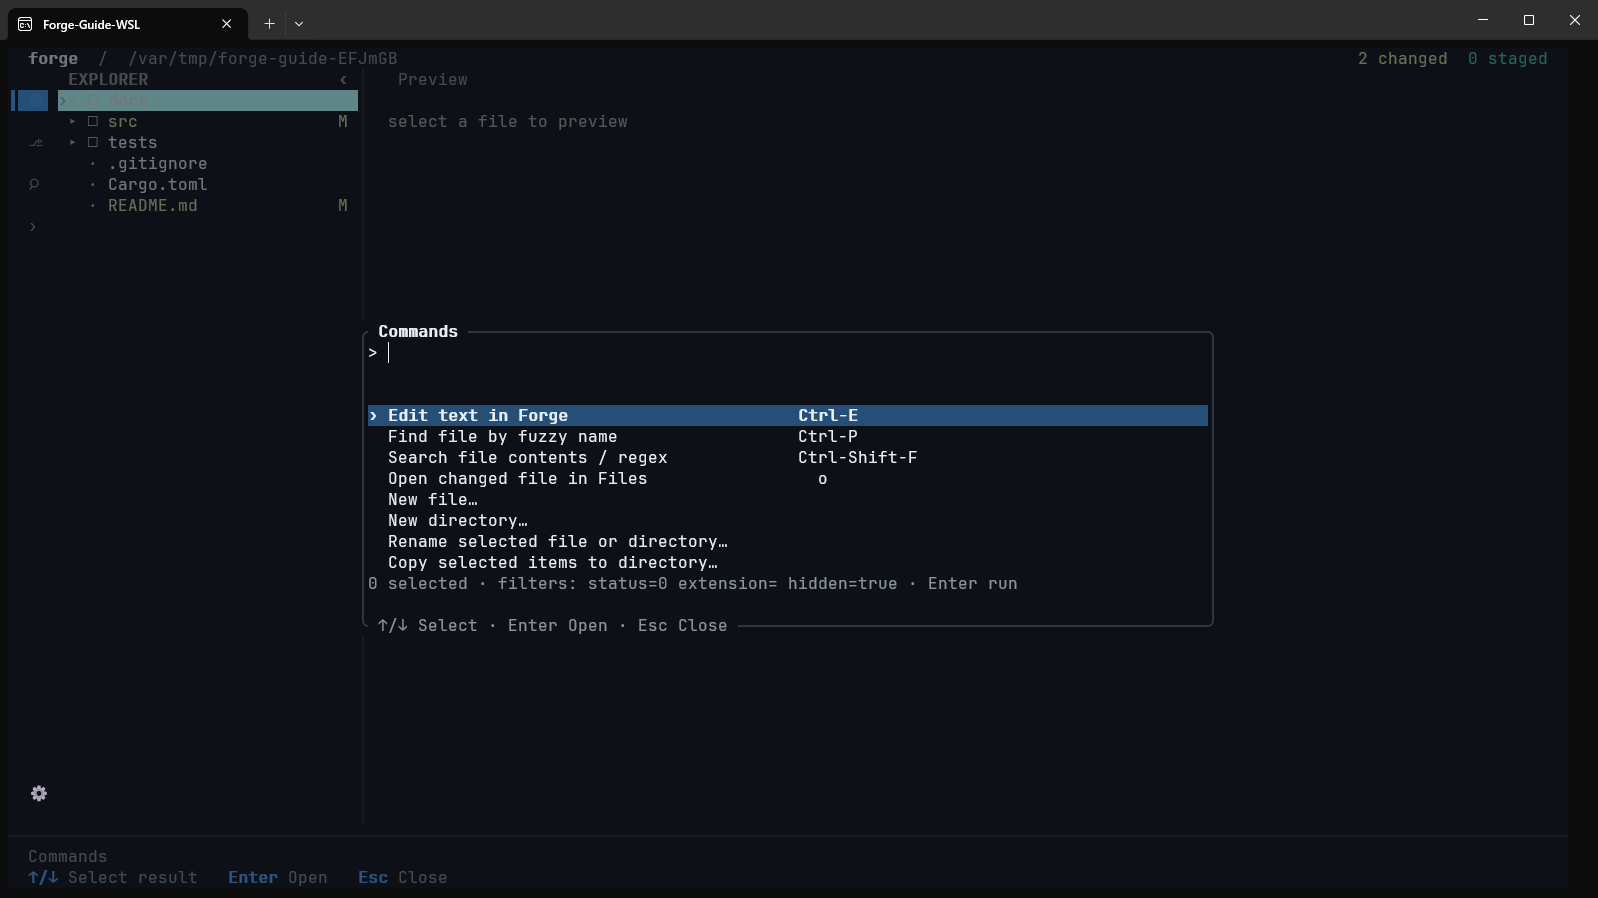 Forge-Guide-WSL
forge / /var/tmp/forge-guide-EFJmGB 2 changed 0 staged
EXPLORER ‹ Preview
› ▸ □ docs
▸ □ src M select a file to preview
▸ □ tests
· .gitignore
· Cargo.toml
· README.md M
›
Commands
>
› Edit text in Forge Ctrl-E
Find file by fuzzy name Ctrl-P
Search file contents / regex Ctrl-Shift-F
Open changed file in Files o
New file…
New directory…
Rename selected file or directory…
Copy selected items to directory…
0 selected · filters: status=0 extension= hidden=true · Enter run
↑/↓ Select · Enter Open · Esc Close
Commands
↑/↓ Select result Enter Open Esc Close